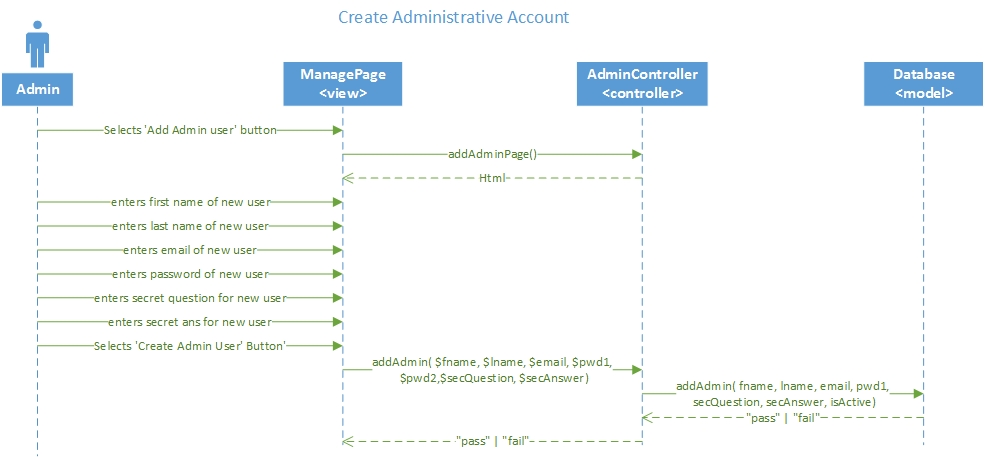 Create Administrative Account
Admin
ManagePage
<view>
AdminController
<controller>
Database
<model>
Selects 'Add Admin user' button
addAdminPage()
Html
enters first name of new user
enters last name of new user
enters email of new user
enters password of new user
enters secret question for new user
enters secret ans for new user
Selects 'Create Admin User' Button'
addAdmin( $fname, $lname, $email, $pwd1,
$pwd2,$secQuestion, $secAnswer)
addAdmin( fname, lname, email, pwd1,
secQuestion, secAnswer, isActive)
"pass" | "fail"
"pass" | "fail"